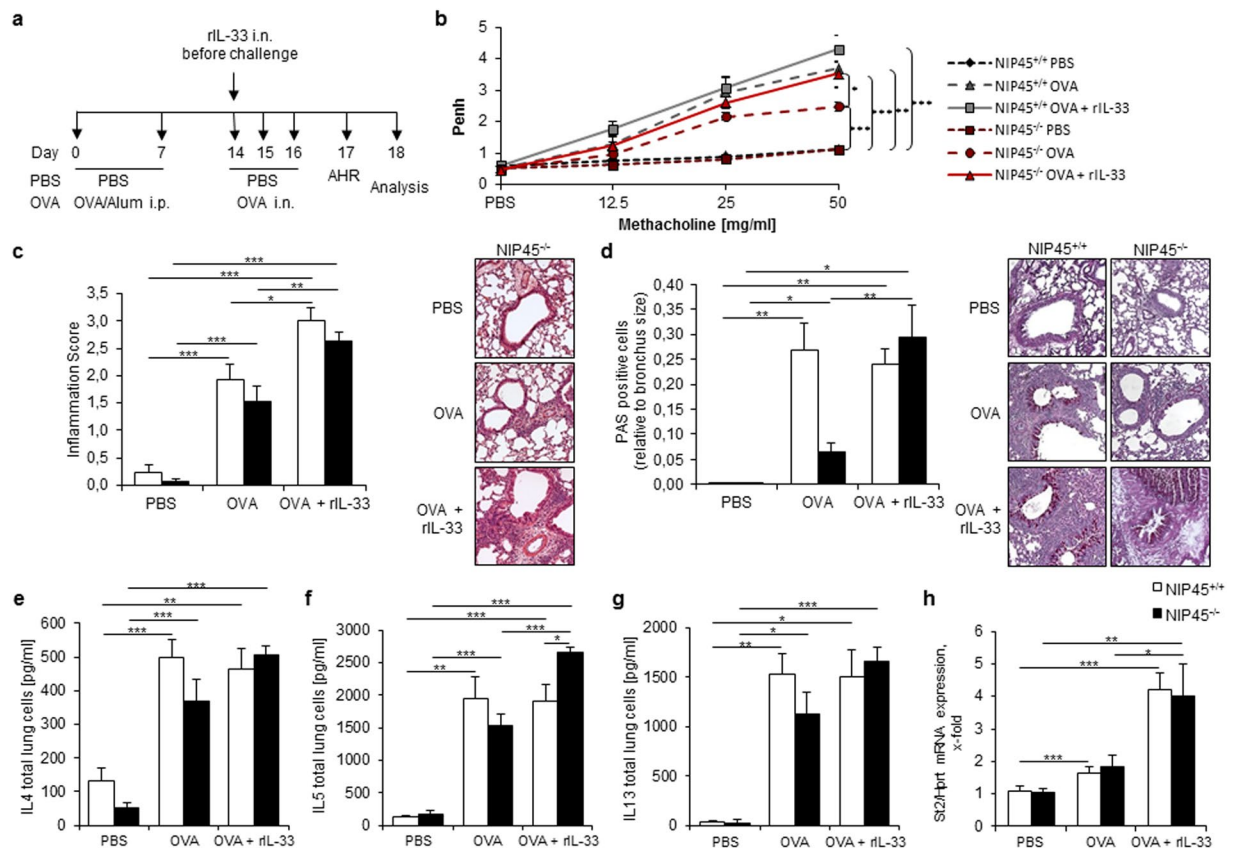 a
rIL-33 i.n.
before challenge
Day 0 7 14 15 16 17 18
PBS PBS PBS AHR Analysis
OVA OVA/Alum i.p. OVA i.n.
b
5
4
3
2
1
0
Penh
PBS 12.5 25 50
Methacholine [mg/ml]
NIP45+/+ PBS
NIP45+/+ OVA
NIP45+/+ OVA + rIL-33
NIP45-/- PBS
NIP45-/- OVA
NIP45-/- OVA + rIL-33
c
***
***
**
*
***
***
3,5
3,0
2,5
2,0
1,5
1,0
0,5
0,0
Inflammation Score
PBS OVA OVA + rIL-33
NIP45-/-
PBS
OVA
OVA +
rIL-33
d
*
**
* **
**
0,40
0,35
0,30
0,25
0,20
0,15
0,10
0,05
0,00
PAS positive cells
(relative to bronchus size)
PBS OVA OVA + rIL-33
NIP45+/+ NIP45-/-
PBS
OVA
OVA +
rIL-33
e
***
**
***
***
600
500
400
300
200
100
0
IL4 total lung cells [pg/ml]
PBS OVA OVA + rIL-33
f
***
***
***
*
***
**
3000
2500
2000
1500
1000
500
0
IL5 total lung cells [pg/ml]
PBS OVA OVA + rIL-33
g
***
*
*
**
2000
1500
1000
500
0
IL13 total lung cells [pg/ml]
PBS OVA OVA + rIL-33
h
NIP45+/+
NIP45-/-
**
***
*
***
6
5
4
3
2
1
0
St2/Hprt mRNA expression,
x-fold
PBS OVA OVA + rIL-33